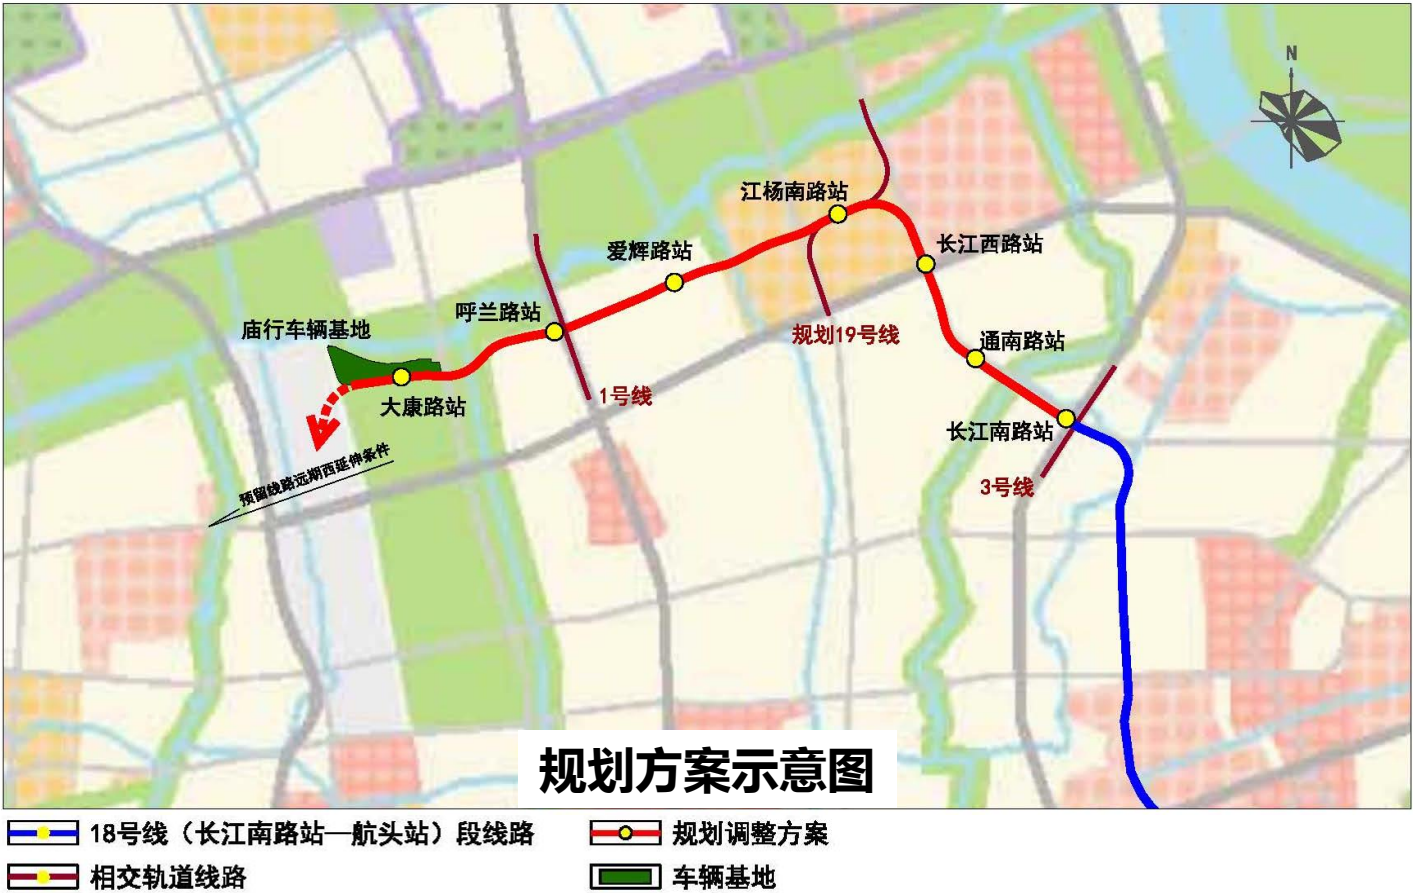 N
江杨南路站
长江西路站
爱辉路站
呼兰路站
庙行车辆基地
规划19号线
通南路站
1号线
大康路站
长江南路站
预留线路远期西延伸条件
3号线
规划方案示意图
18号线（长江南路站—航头站）段线路
规划调整方案
相交轨道线路
车辆基地